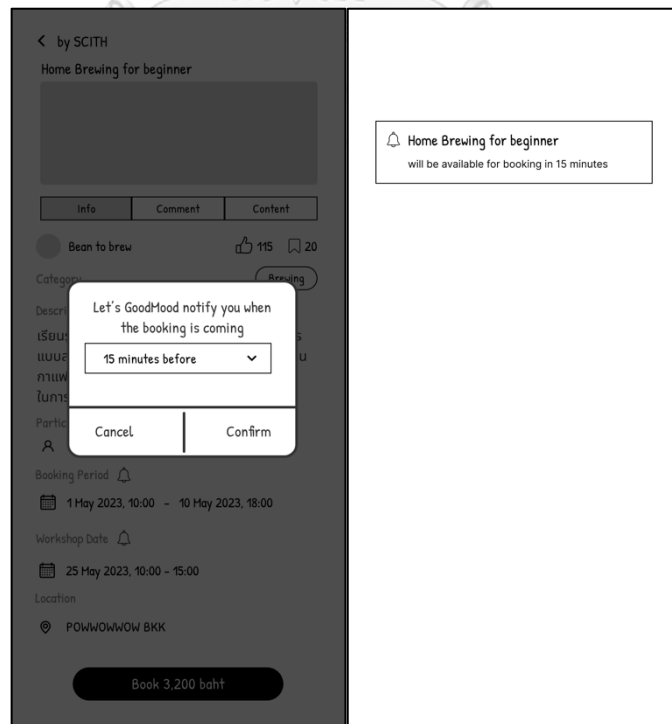 by SCITH
Home Brewing for beginner
Info Comment Content
Bean to brew 115 20
Category Brewing
Let's GoodMood notify you when
the booking is coming
15 minutes before
Cancel Confirm
Booking Period
1 May 2023, 10:00 - 10 May 2023, 18:00
Workshop Date
25 May 2023, 10:00 - 15:00
Location
POWWOWWOW BKK
Book 3,200 baht
Home Brewing for beginner
will be available for booking in 15 minutes